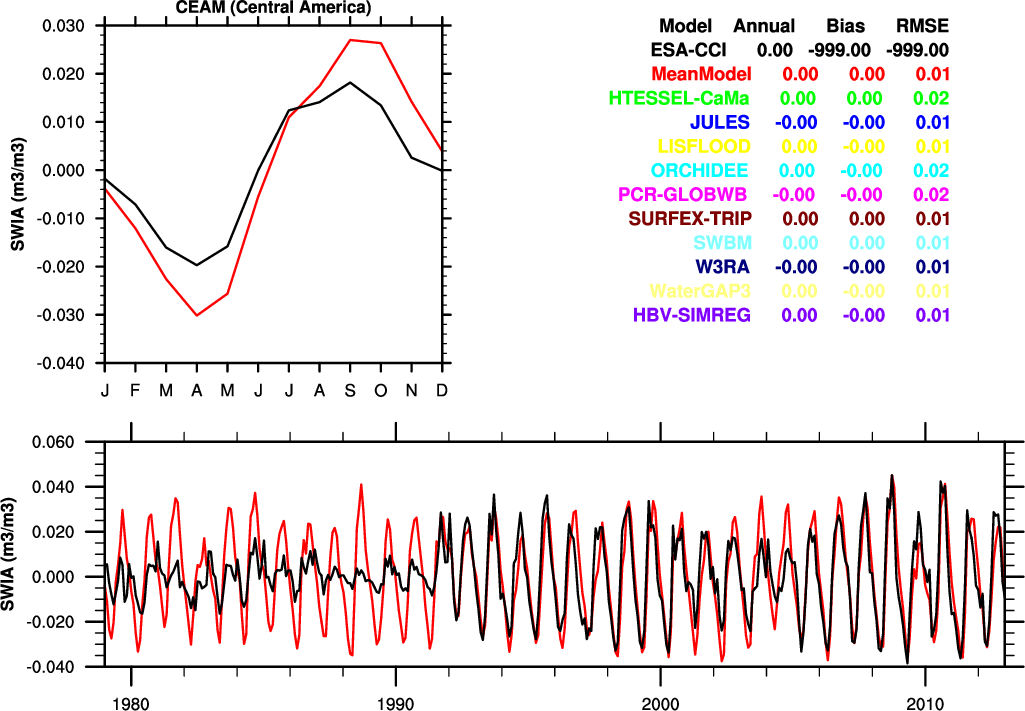 CEAM (Central America)
0.030
0.020
0.010
0.000
-0.010
-0.020
-0.030
-0.040
SWIA (m3/m3)
J F M A M J J A S O N D
Model Annual Bias RMSE
ESA-CCI 0.00 -999.00 -999.00
MeanModel 0.00 0.00 0.01
HTESSEL-CaMa 0.00 0.00 0.02
JULES -0.00 -0.00 0.01
LISFLOOD 0.00 -0.00 0.01
ORCHIDEE 0.00 -0.00 0.02
PCR-GLOBWB -0.00 -0.00 0.02
SURFEX-TRIP 0.00 0.00 0.01
SWBM 0.00 0.00 0.01
W3RA -0.00 -0.00 0.01
WaterGAP3 0.00 -0.00 0.01
HBV-SIMREG 0.00 -0.00 0.01
0.060
0.040
0.020
0.000
-0.020
-0.040
SWIA (m3/m3)
1980 1990 2000 2010